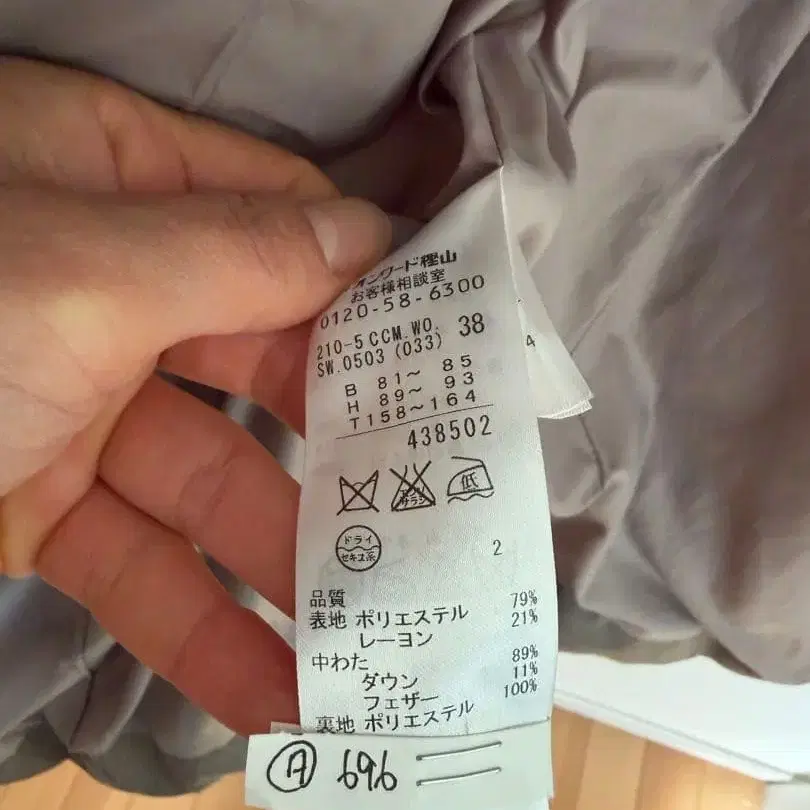 オンワード樫山
お客様相談室
0120-58-6300
210-5 CCM.WO. 38
SW.0503 (033)
B 81～ 85
H 89～ 93
T158～164
438502
低
ドライ
セキユ系
2
品質
表地 ポリエステル 79%
レーヨン 21%
中わた
ダウン 89%
フェザー 11%
裏地 ポリエステル 100%
4
A 696